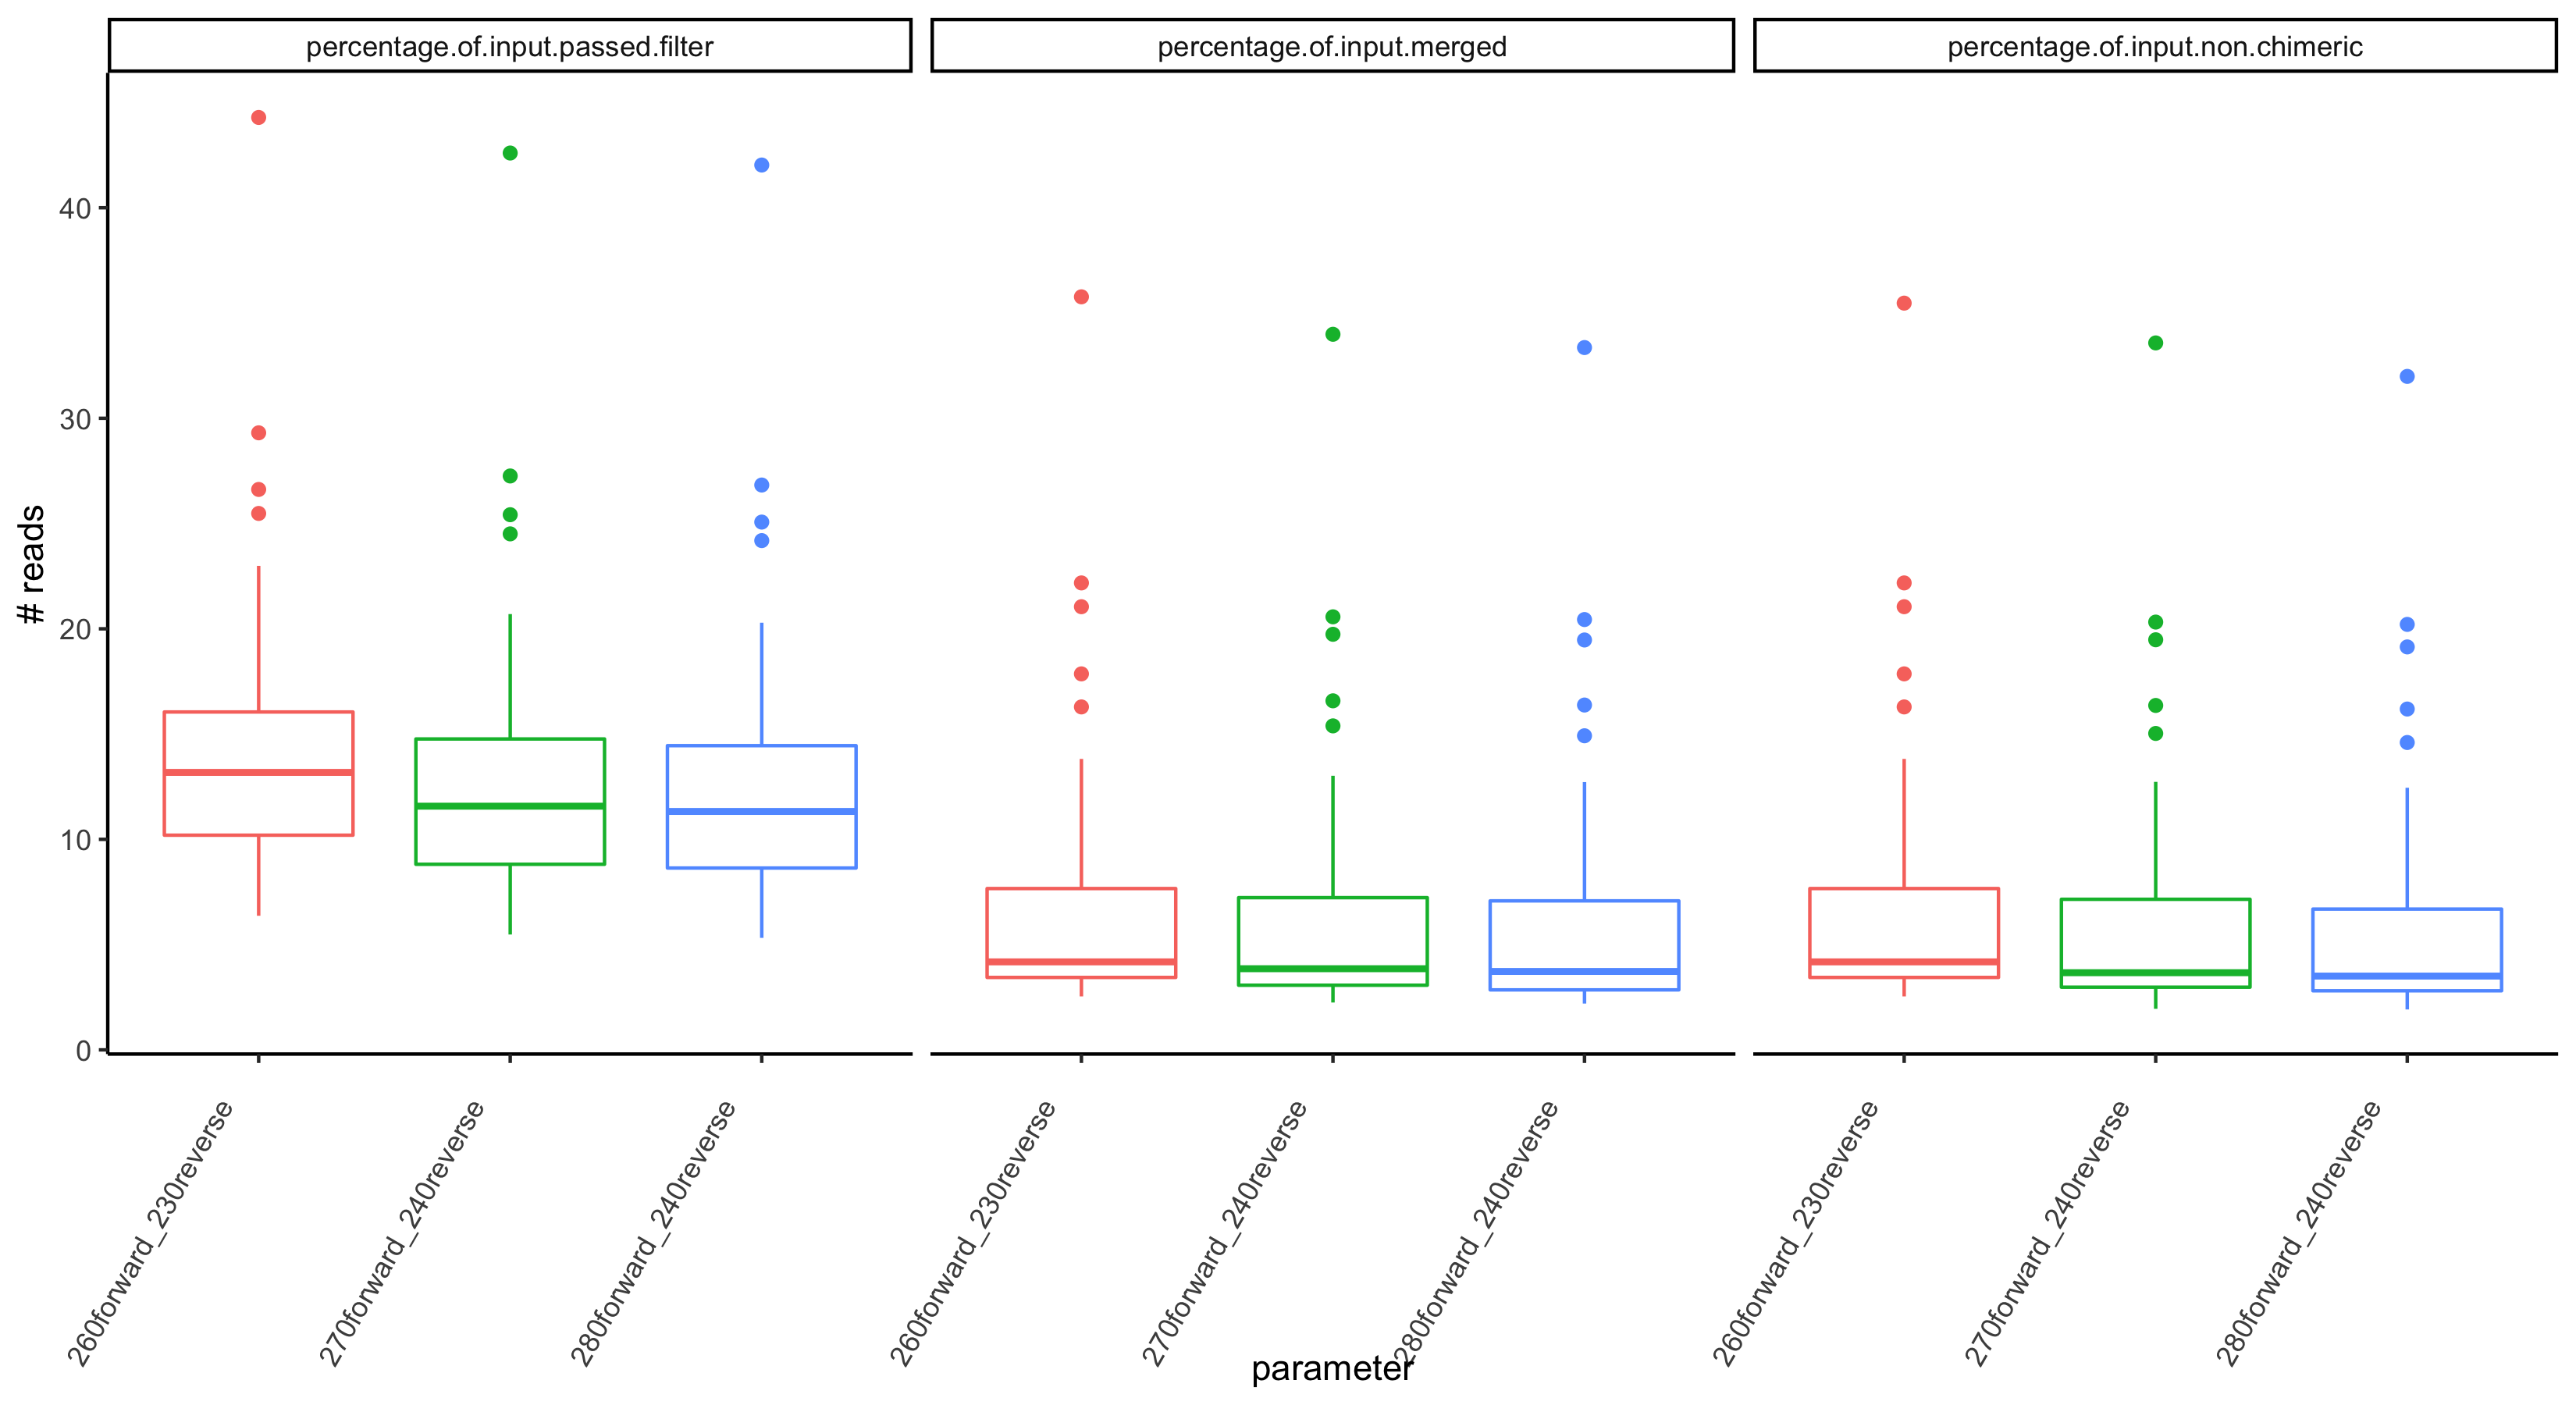 percentage.of.input.passed.filter
percentage.of.input.merged
percentage.of.input.non.chimeric
# reads
40
30
20
10
0
260forward_230reverse
270forward_240reverse
280forward_240reverse
260forward_230reverse
270forward_240reverse
280forward_240reverse
260forward_230reverse
270forward_240reverse
280forward_240reverse
parameter